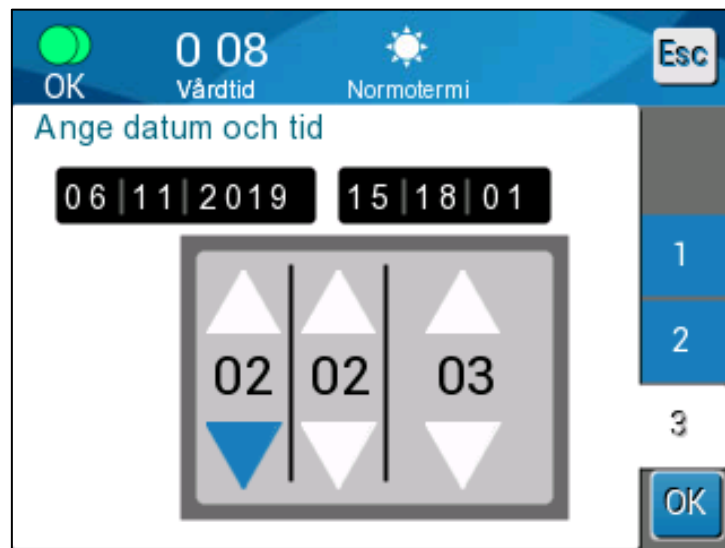 0 08
OK Vårdtid Normotermi
Esc
Ange datum och tid
06|11|2019 15|18|01
1
2
02 02 03
3
OK